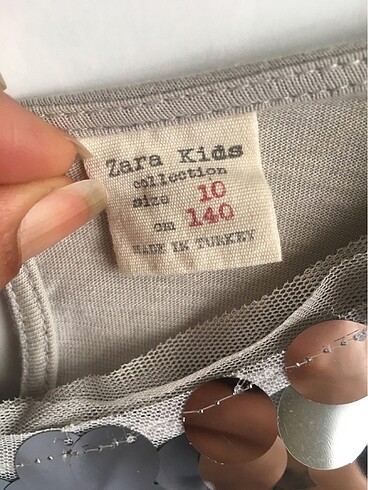 Zara Kids
collection
size 10
cm 140
MADE IN TURKEY